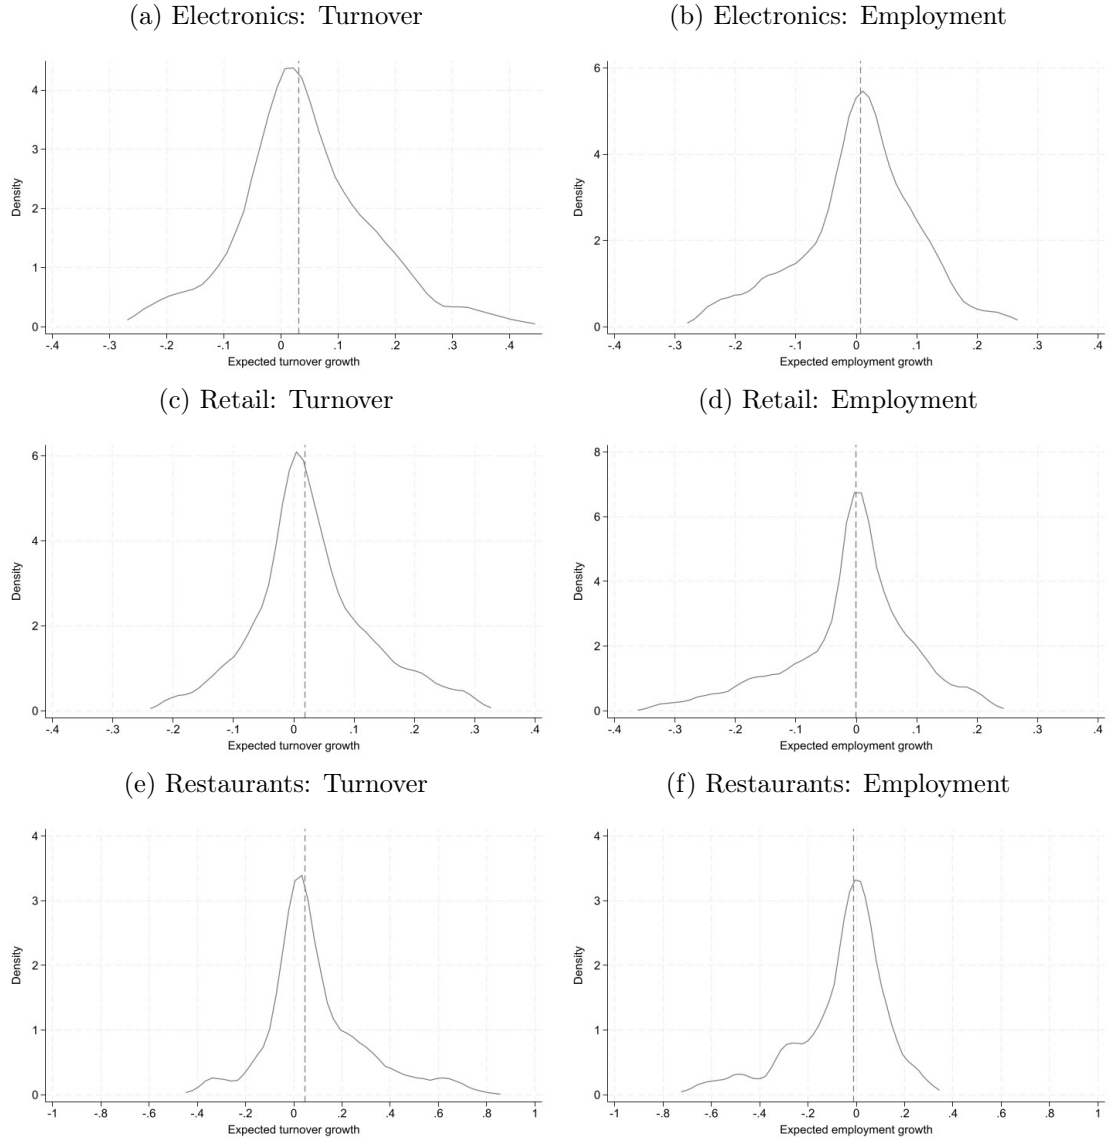 (a) Electronics: Turnover
(b) Electronics: Employment
Density
4
3
2
1
0
-.4 -.3 -.2 -.1 0 .1 .2 .3 .4
Expected turnover growth
Density
6
4
2
0
-.4 -.3 -.2 -.1 0 .1 .2 .3 .4
Expected employment growth
(c) Retail: Turnover
(d) Retail: Employment
Density
6
4
2
0
-.4 -.3 -.2 -.1 0 .1 .2 .3 .4
Expected turnover growth
Density
8
6
4
2
0
-.4 -.3 -.2 -.1 0 .1 .2 .3 .4
Expected employment growth
(e) Restaurants: Turnover
(f) Restaurants: Employment
Density
4
3
2
1
0
-1 -.8 -.6 -.4 -.2 0 .2 .4 .6 .8 1
Expected turnover growth
Density
4
3
2
1
0
-1 -.8 -.6 -.4 -.2 0 .2 .4 .6 .8 1
Expected employment growth